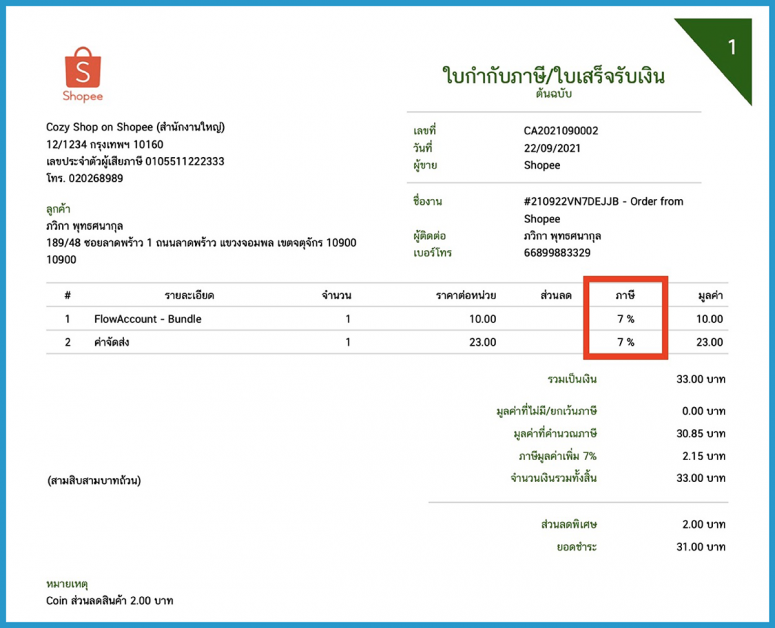 1
Shopee
ใบกำกับภาษี/ใบเสร็จรับเงิน
ต้นฉบับ
Cozy Shop on Shopee (สำนักงานใหญ่)
12/1234 กรุงเทพฯ 10160
เลขประจำตัวผู้เสียภาษี 0105511222333
โทร. 020268989
เลขที่ CA2021090002
วันที่ 22/09/2021
ผู้ขาย Shopee
ลูกค้า
ภวิกา พุทธศนากุล
189/48 ซอยลาดพร้าว 1 ถนนลาดพร้าว แขวงจอมพล เขตจตุจักร 10900
10900
ชื่องาน #210922VN7DEJJB - Order from
Shopee
ผู้ติดต่อ ภวิกา พุทธศนากุล
เบอร์โทร 66899883329
# รายละเอียด จำนวน ราคาต่อหน่วย ส่วนลด ภาษี มูลค่า
1 FlowAccount - Bundle 1 10.00 7 % 10.00
2 ค่าจัดส่ง 1 23.00 7 % 23.00
รวมเป็นเงิน 33.00 บาท
มูลค่าที่ไม่มี/ยกเว้นภาษี 0.00 บาท
มูลค่าที่คำนวณภาษี 30.85 บาท
ภาษีมูลค่าเพิ่ม 7% 2.15 บาท
(สามสิบสามบาทถ้วน) จำนวนเงินรวมทั้งสิ้น 33.00 บาท
ส่วนลดพิเศษ 2.00 บาท
ยอดชำระ 31.00 บาท
หมายเหตุ
Coin ส่วนลดสินค้า 2.00 บาท